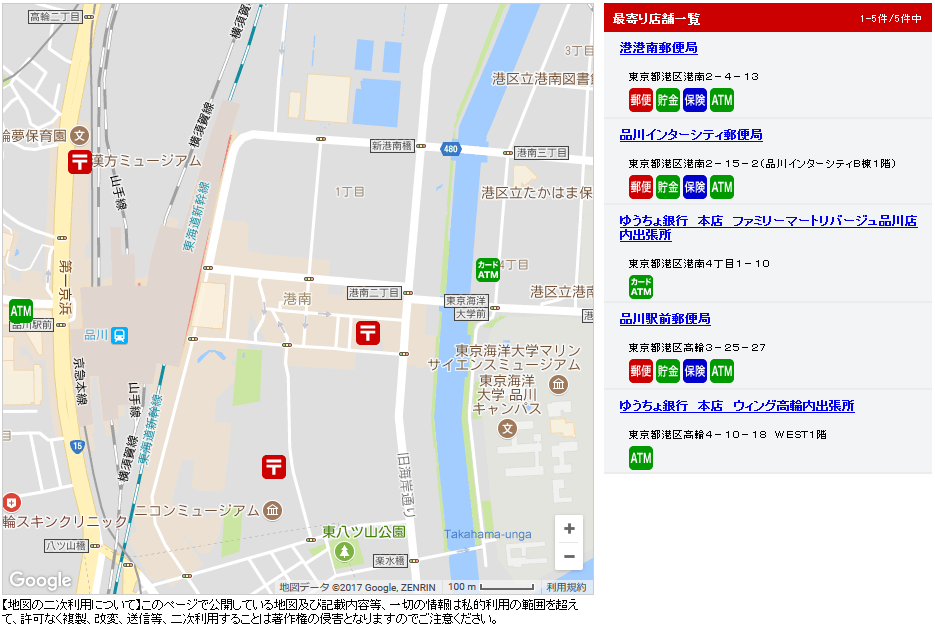 高輪二丁目
横須賀線
3丁目
港区立港南図書館
横須賀線
輪夢保育園
文
漢方ミュージアム
山手線
新港南橋
480
港南三丁目
1丁目
港区立たかはま保
東海道新幹線
第一京浜
カード
ATM
4丁目
港南
港南二丁目
港区立港南
東京海洋
大学前
港
ATM
品川駅前
品川
東京海洋大学マリン
サイエンスミュージアム
京急本線
東京海洋
大学 品川
キャンパス
文
山手線
東海道新幹線
横須賀線
15
旧海岸通り
目
ニコンミュージアム
輪スキンクリニック
東八ツ山公園
Takahama-unga
八ツ山橋
楽水橋
+
−
Google
地図データ ©2017 Google, ZENRIN
100 m
利用規約
【地図の二次利用について】このページで公開している地図及び記載内容等、一切の情報は私的利用の範囲を超え
て、許可なく複製、改変、送信等、二次利用することは著作権の侵害となりますのでご注意ください。
最寄り店舗一覧
1-5件/5件中
港港南郵便局
東京都港区港南2-4-13
郵便 貯金 保険 ATM
品川インターシティ郵便局
東京都港区港南2-15-2(品川インターシティB棟1階)
郵便 貯金 保険 ATM
ゆうちょ銀行 本店 ファミリーマートリバージュ品川店
内出張所
東京都港区港南4丁目1-10
カード
ATM
品川駅前郵便局
東京都港区高輪3-25-27
郵便 貯金 保険 ATM
ゆうちょ銀行 本店 ウィング高輪内出張所
東京都港区高輪4-10-18 WEST1階
ATM